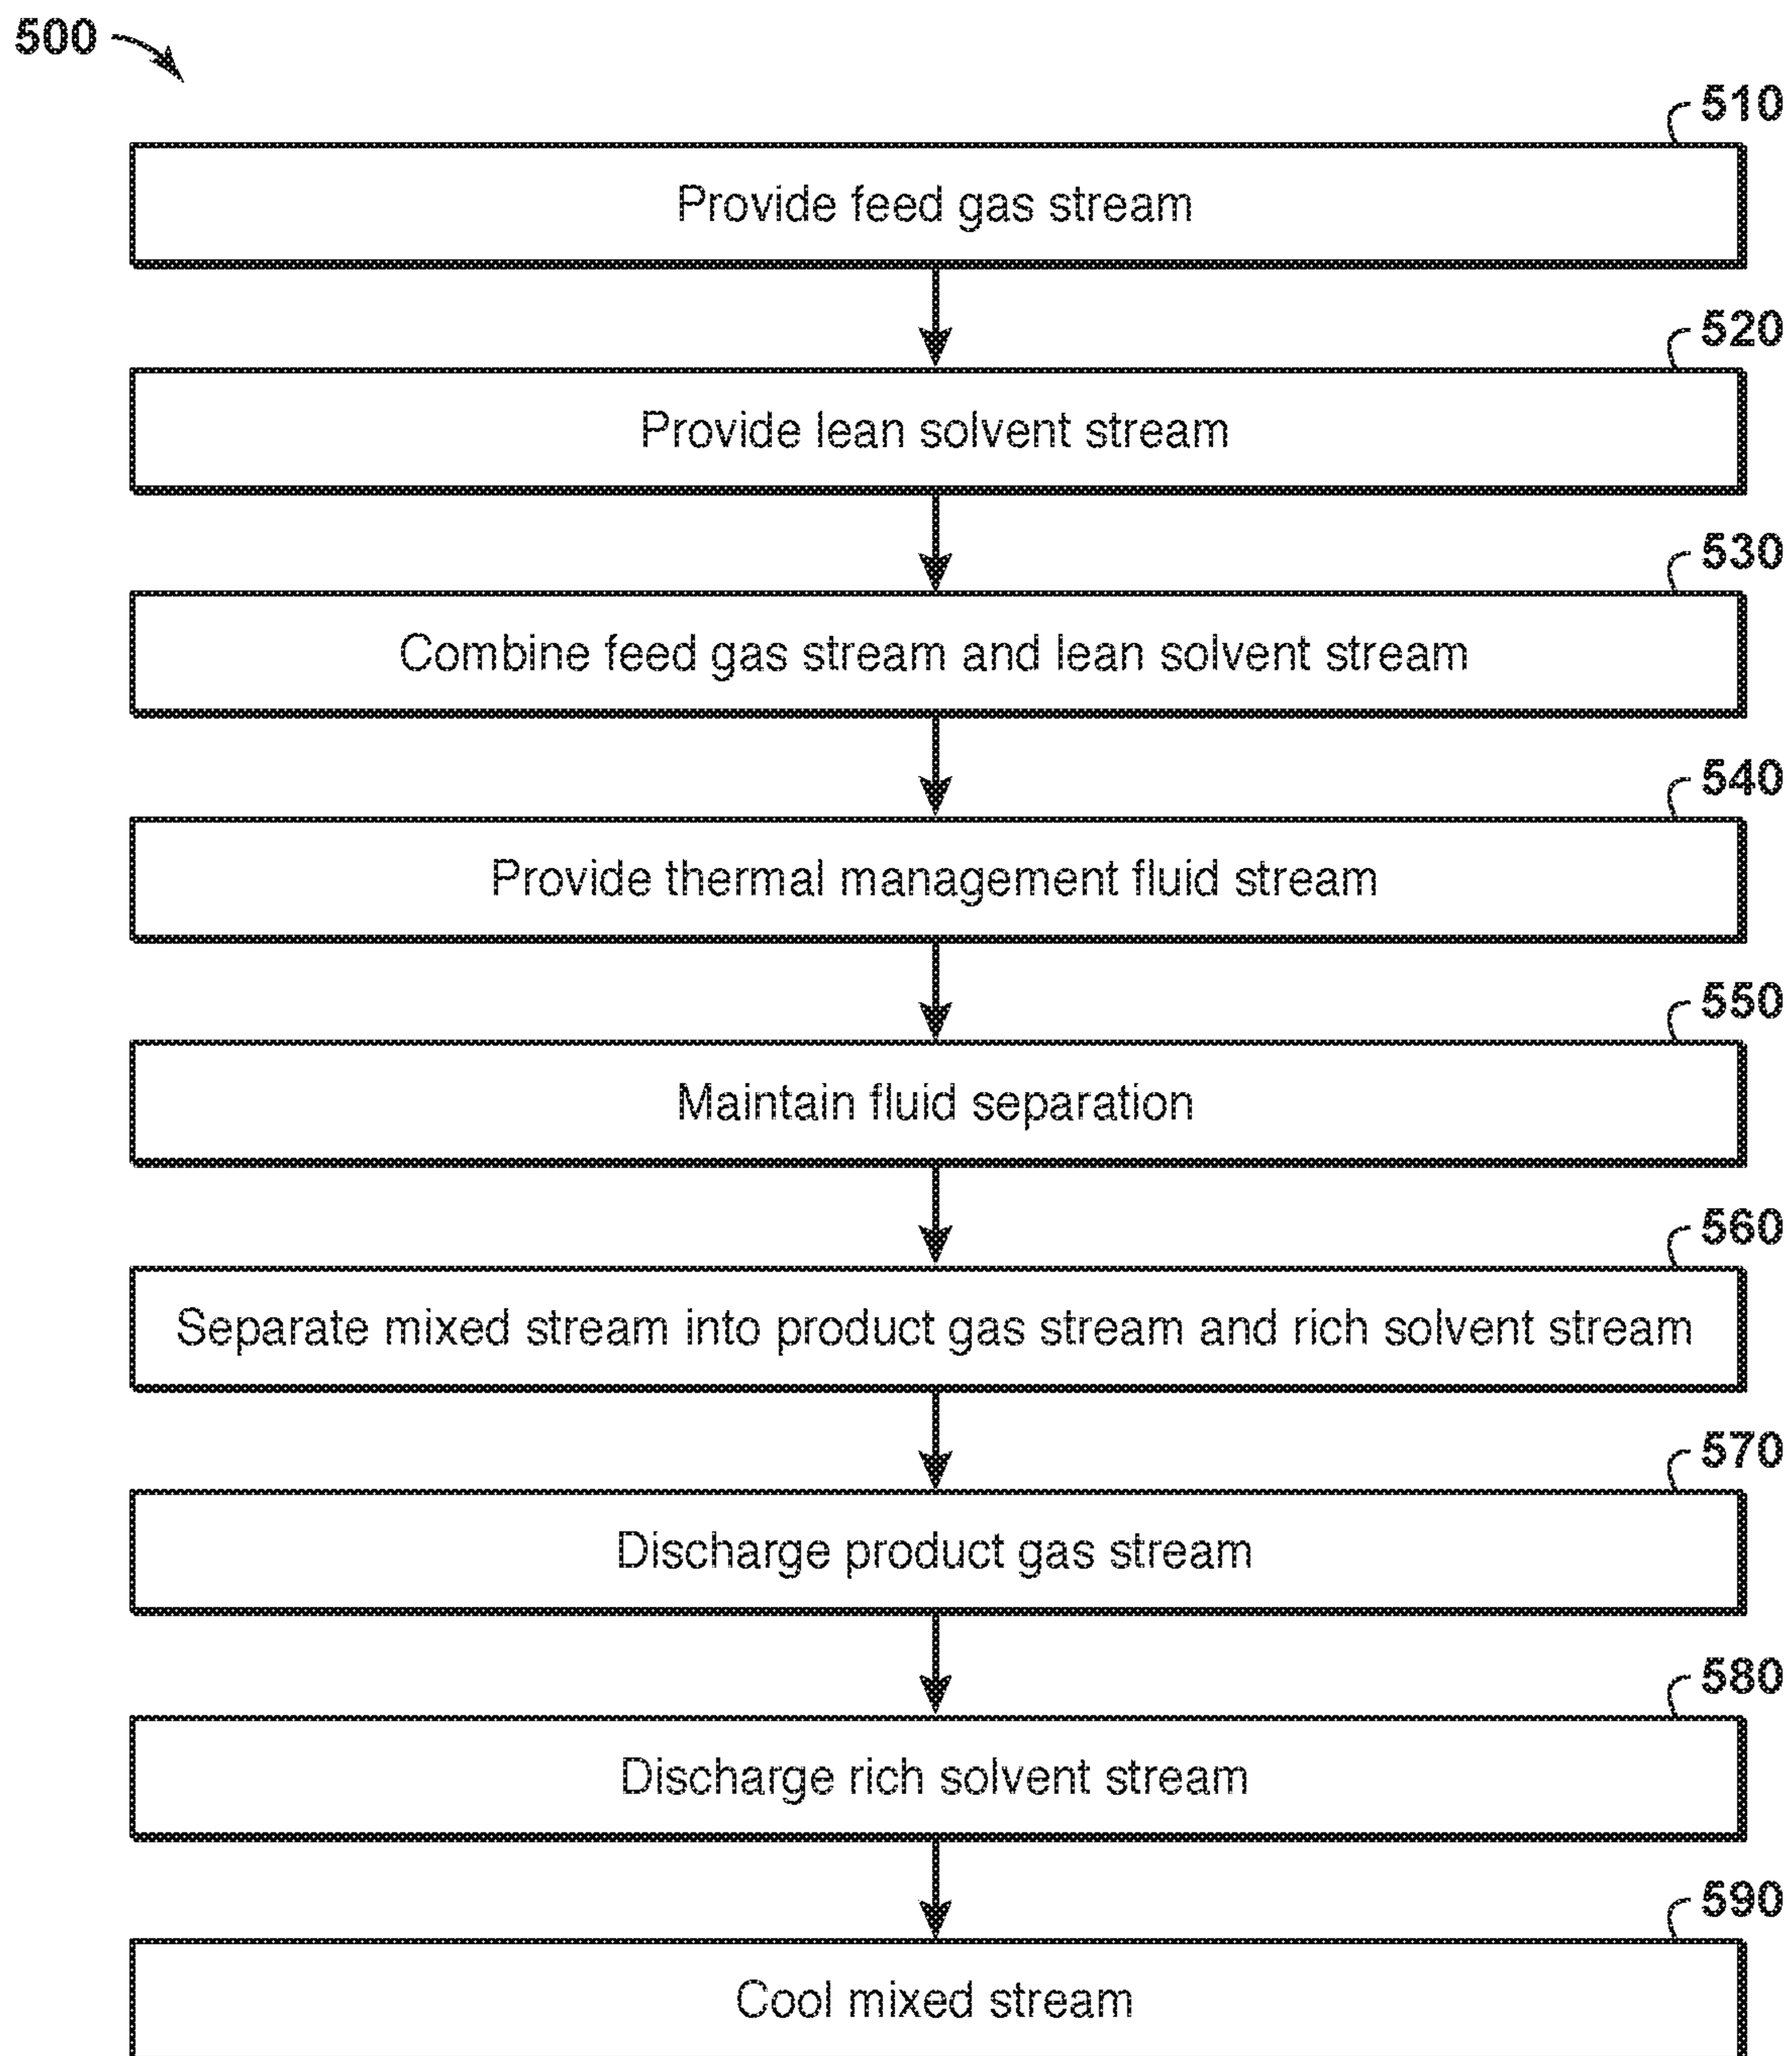 500
510
Provide feed gas stream
520
Provide lean solvent stream
530
Combine feed gas stream and lean solvent stream
540
Provide thermal management fluid stream
550
Maintain fluid separation
560
Separate mixed stream into product gas stream and rich solvent stream
570
Discharge product gas stream
580
Discharge rich solvent stream
590
Cool mixed stream